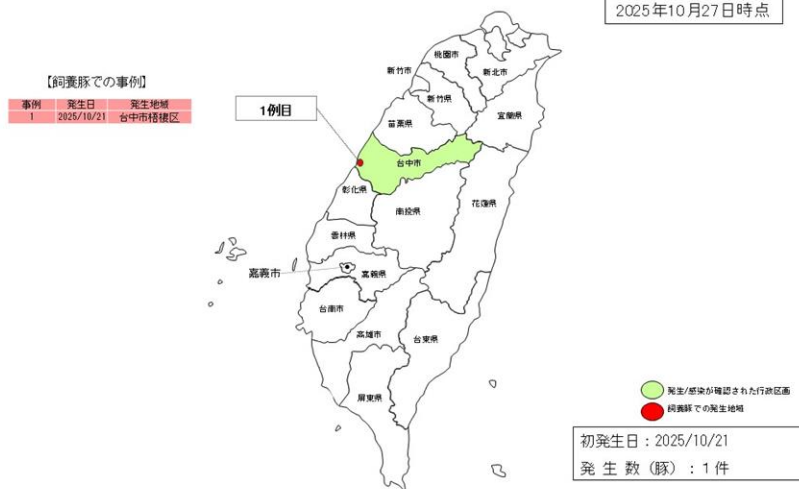 2025年10月27日時点
【飼養豚での事例】
事例 発生日 発生地域
1 2025/10/21 台中市梧棲区
1例目
桃園市
新竹市
新北市
新竹県
宜蘭県
苗栗県
台中市
彰化県
南投県
花蓮県
雲林県
嘉義市
嘉義県
台南市
高雄市
台東県
屏東県
発生/感染が確認された行政区画
飼養豚での発生地域
初発生日：2025/10/21
発 生 数（豚）：1件